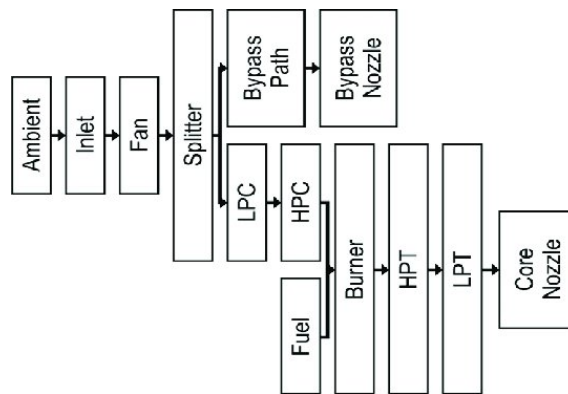 Ambient
Inlet
Fan
Splitter
Bypass
Path
Bypass
Nozzle
LPC
HPC
Fuel
Burner
HPT
LPT
Core
Nozzle